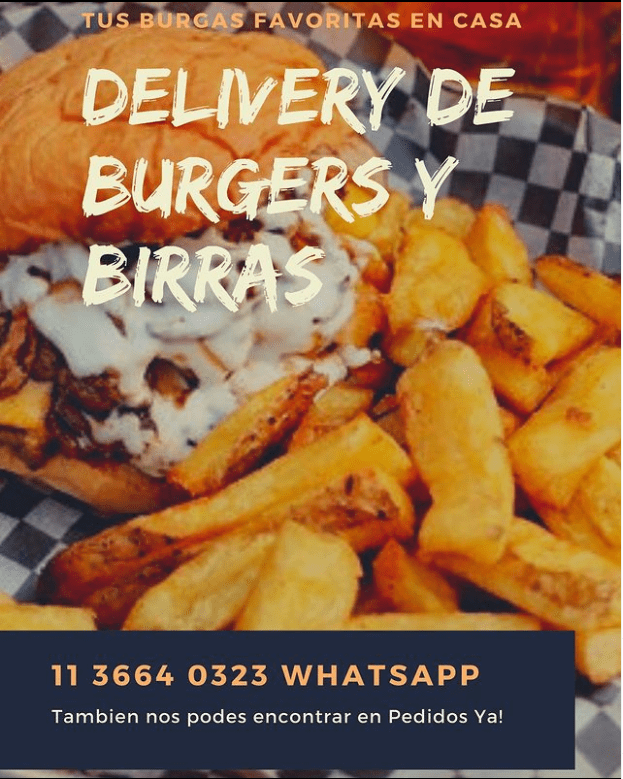 TUS BURGAS FAVORITAS EN CASA
DELIVERY DE
BURGERS Y
BIRRAS
11 3664 0323 WHATSAPP
Tambien nos podes encontrar en Pedidos Ya!